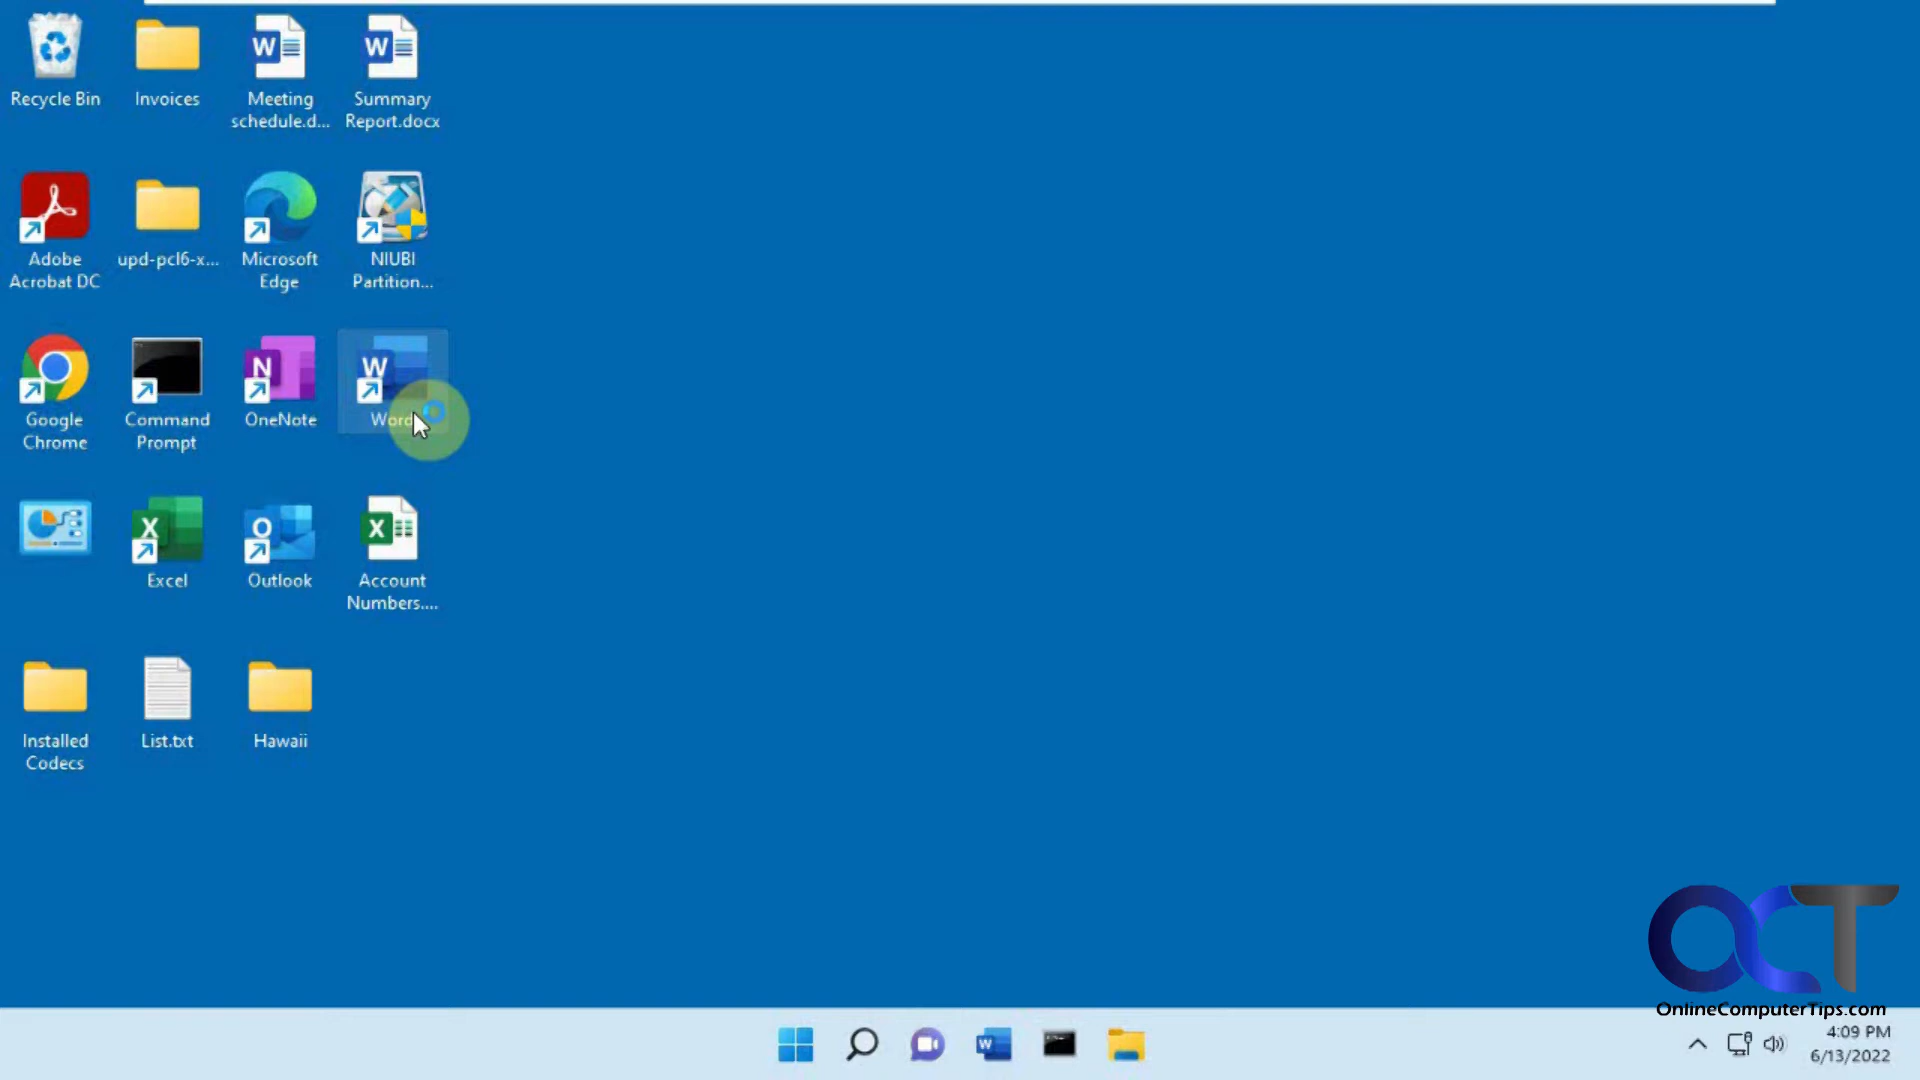 Recycle Bin
Invoices
Meeting
schedule.d...
Summary
Report.docx
Adobe
Acrobat DC
upd-pcl6-x...
Microsoft
Edge
NIUBI
Partition...
Google
Chrome
Command
Prompt
OneNote
Word
Excel
Outlook
Account
Numbers....
Installed
Codecs
List.txt
Hawaii
OCT
OnlineComputerTips.com
4:09 PM
6/13/2022